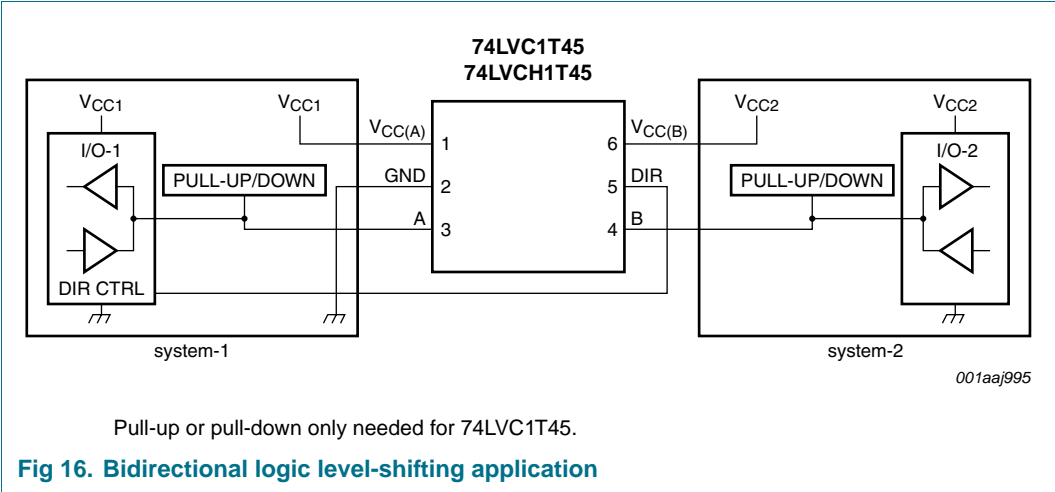 74LVC1T45
74LVCH1T45
VCC1
VCC1
VCC(A)
1
6
VCC(B)
VCC2
VCC2
I/O-1
PULL-UP/DOWN
GND
2
5
DIR
PULL-UP/DOWN
I/O-2
A
3
4
B
DIR CTRL
system-1
system-2
001aaj995
Pull-up or pull-down only needed for 74LVC1T45.
Fig 16. Bidirectional logic level-shifting application